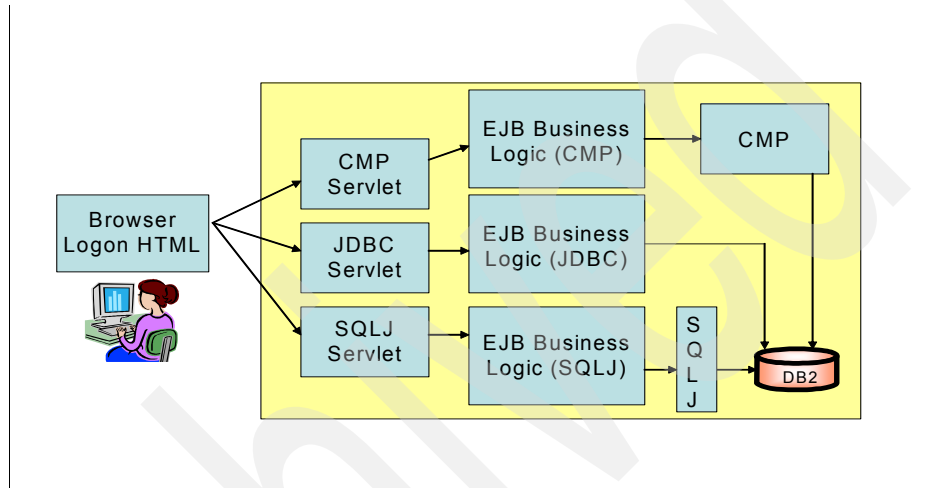 Browser
Logon HTML
CMP
Servlet
JDBC
Servlet
SQLJ
Servlet
EJB Business
Logic (CMP)
EJB Business
Logic (JDBC)
EJB Business
Logic (SQLJ)
CMP
S
Q
L
J
DB2